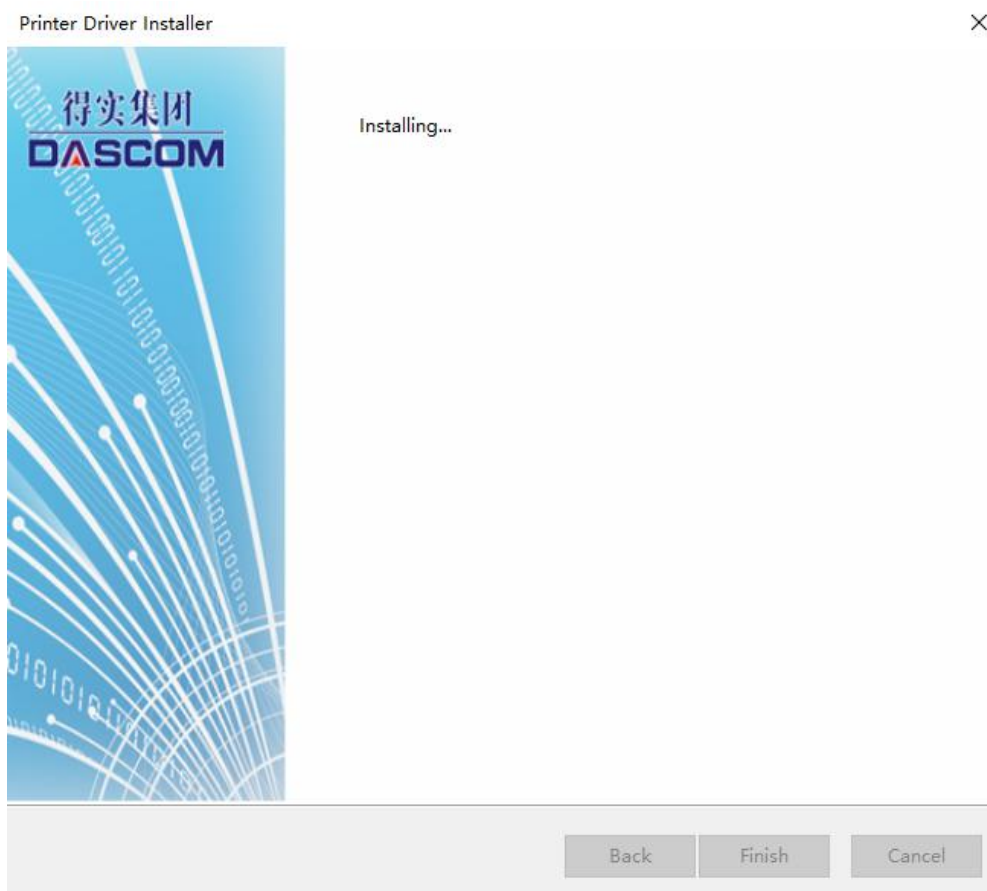 Printer Driver Installer
得实集团
DASCOM
Installing...
Back
Finish
Cancel